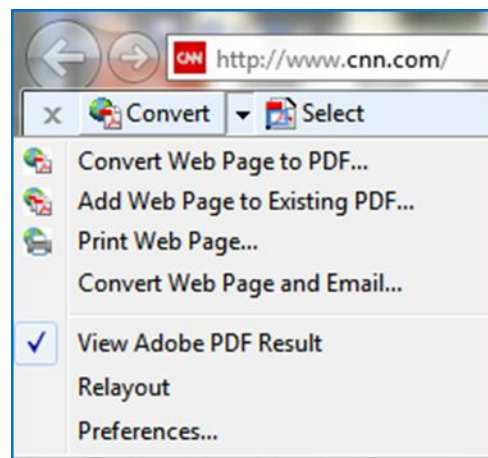 CNN http://www.cnn.com/
x Convert Select
Convert Web Page to PDF...
Add Web Page to Existing PDF...
Print Web Page...
Convert Web Page and Email...
View Adobe PDF Result
Relayout
Preferences...